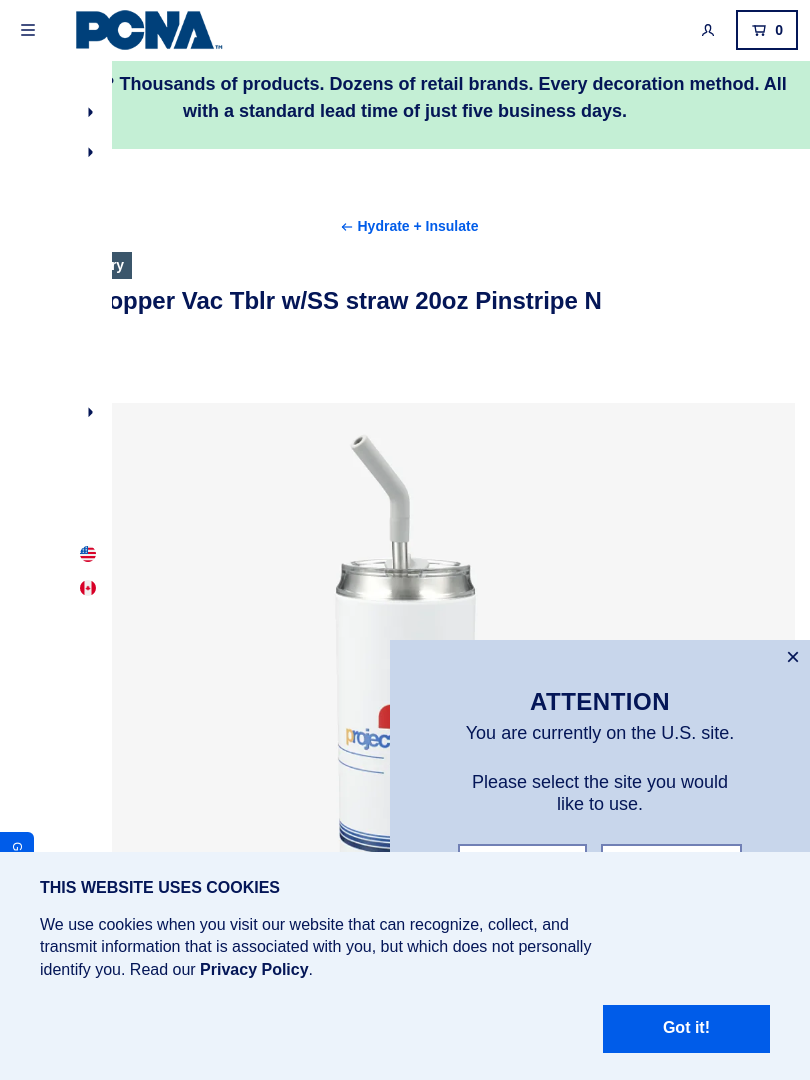 PCNA™
0
? Thousands of products. Dozens of retail brands. Every decoration method. All
with a standard lead time of just five business days.
Hydrate + Insulate
ry
opper Vac Tblr w/SS straw 20oz Pinstripe N
projec
ATTENTION
You are currently on the U.S. site.
Please select the site you would
like to use.
G
THIS WEBSITE USES COOKIES
We use cookies when you visit our website that can recognize, collect, and
transmit information that is associated with you, but which does not personally
identify you. Read our Privacy Policy.
Got it!